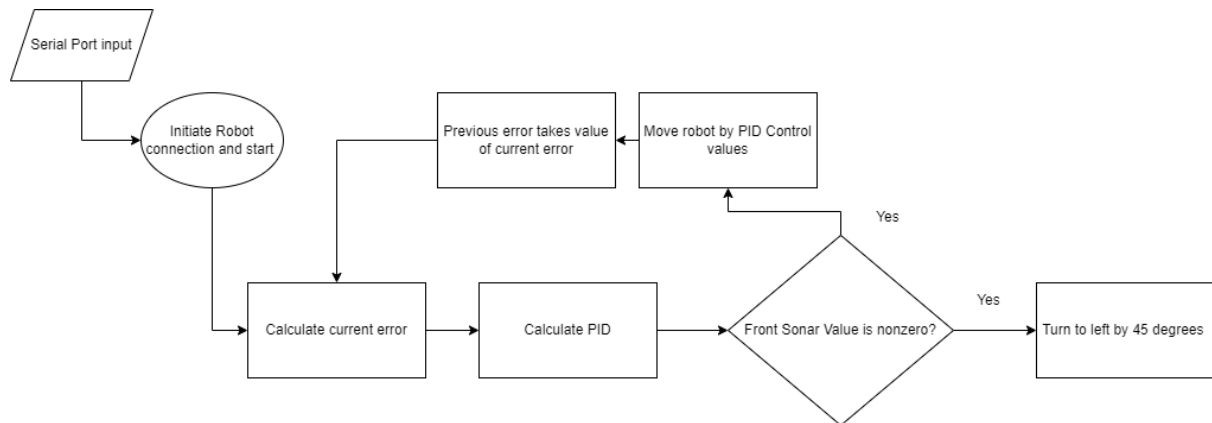 Serial Port input
Initiate Robot
connection and start
Previous error takes value
of current error
Move robot by PID Control
values
Yes
Calculate current error
Calculate PID
Front Sonar Value is nonzero?
Yes
Turn to left by 45 degrees